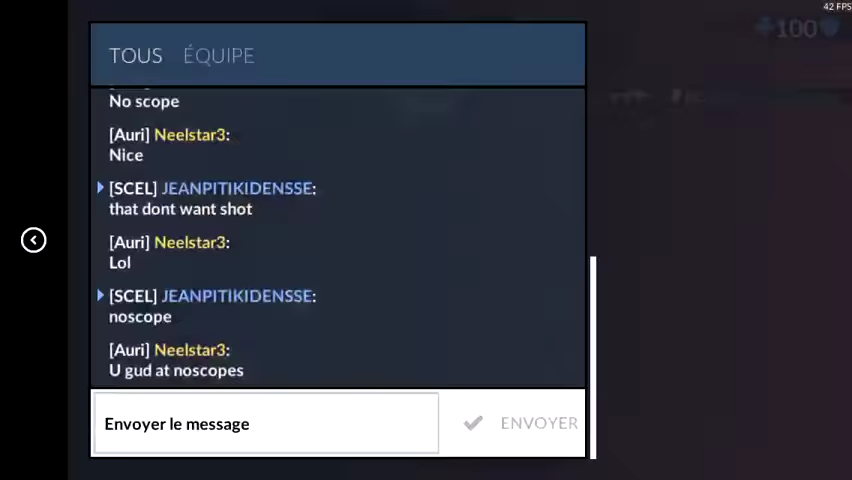 42 FPS
100
TOUS ÉQUIPE
No scope
[Auri] Neelstar3:
Nice
[SCEL] JEANPITIKIDENSSE:
that dont want shot
[Auri] Neelstar3:
Lol
[SCEL] JEANPITIKIDENSSE:
noscope
[Auri] Neelstar3:
U gud at noscopes
Envoyer le message
ENVOYER